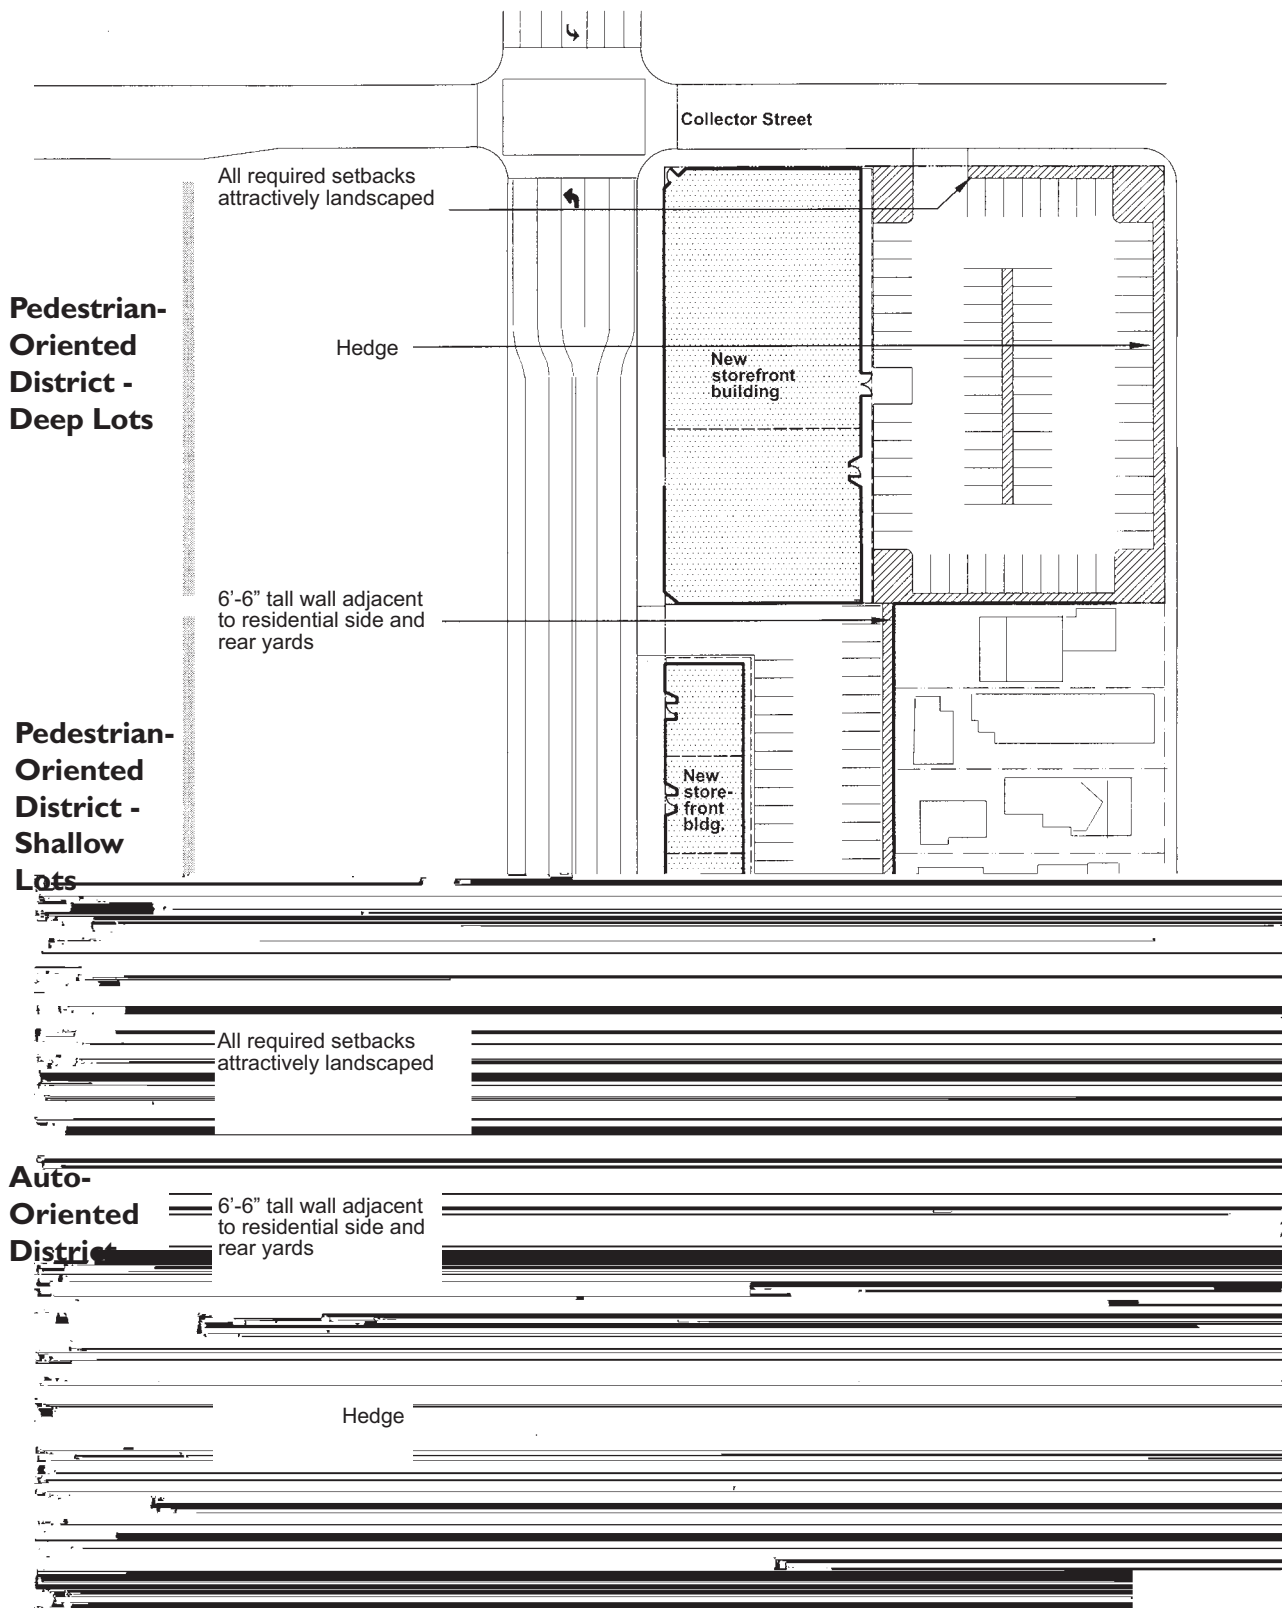 Collector Street
All required setbacks
attractively landscaped
Pedestrian-
Oriented
District -
Deep Lots
Hedge
New
storefront
building
6'-6” tall wall adjacent
to residential side and
rear yards
Pedestrian-
Oriented
District -
Shallow
Lots
New
store-
front
bldg.
All required setbacks
attractively landscaped
Auto-
Oriented
District
6'-6” tall wall adjacent
to residential side and
rear yards
Hedge